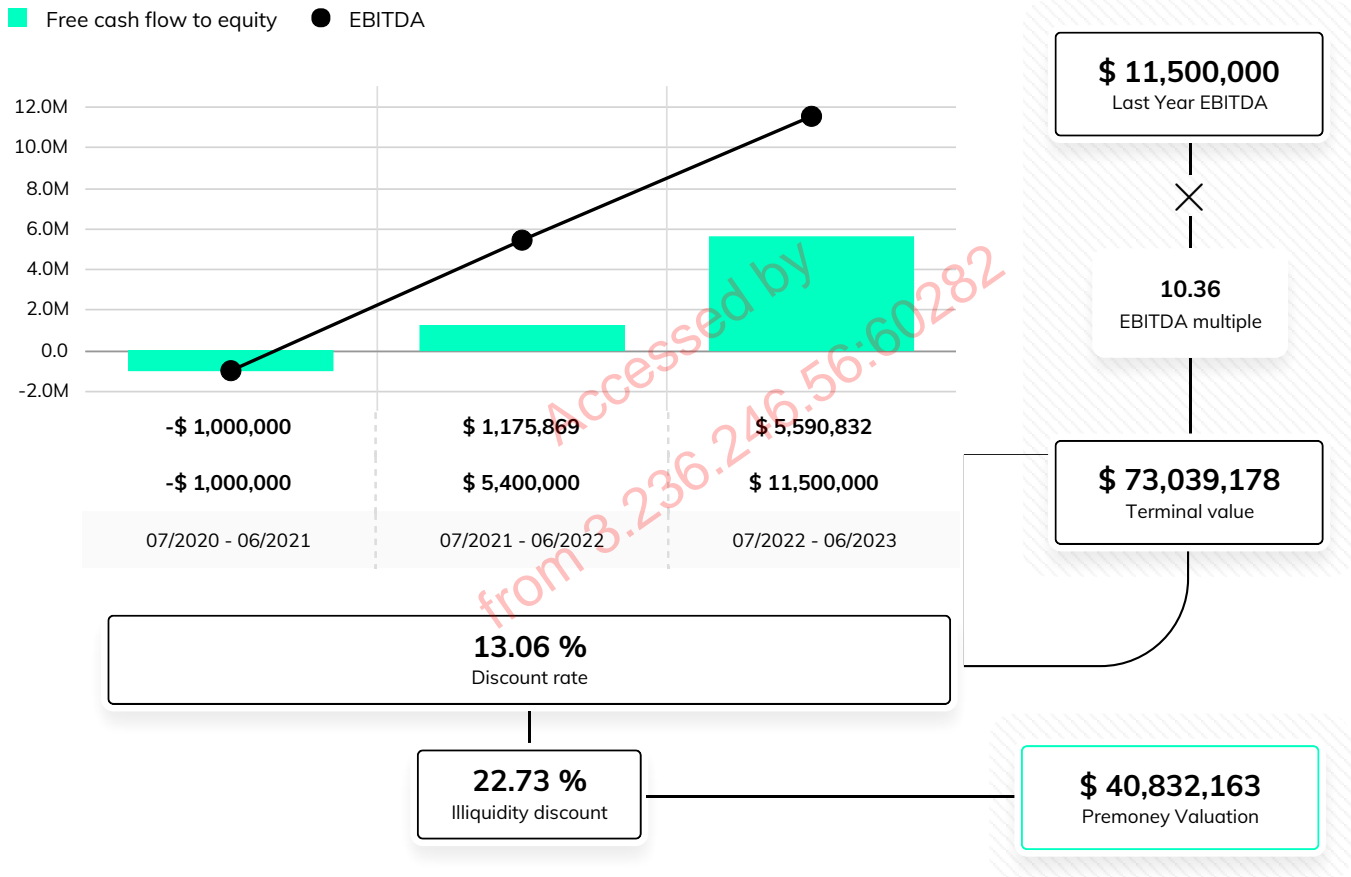 Free cash flow to equity EBITDA
12.0M
10.0M
8.0M
6.0M
4.0M
2.0M
0.0
-2.0M
-$ 1,000,000 $ 1,175,869 $ 5,590,832
-$ 1,000,000 $ 5,400,000 $ 11,500,000
07/2020 - 06/2021 07/2021 - 06/2022 07/2022 - 06/2023
$ 11,500,000
Last Year EBITDA
10.36
EBITDA multiple
$ 73,039,178
Terminal value
13.06 %
Discount rate
22.73 %
Illiquidity discount
$ 40,832,163
Premoney Valuation
Accessed by
from 3.236.246.56:60282